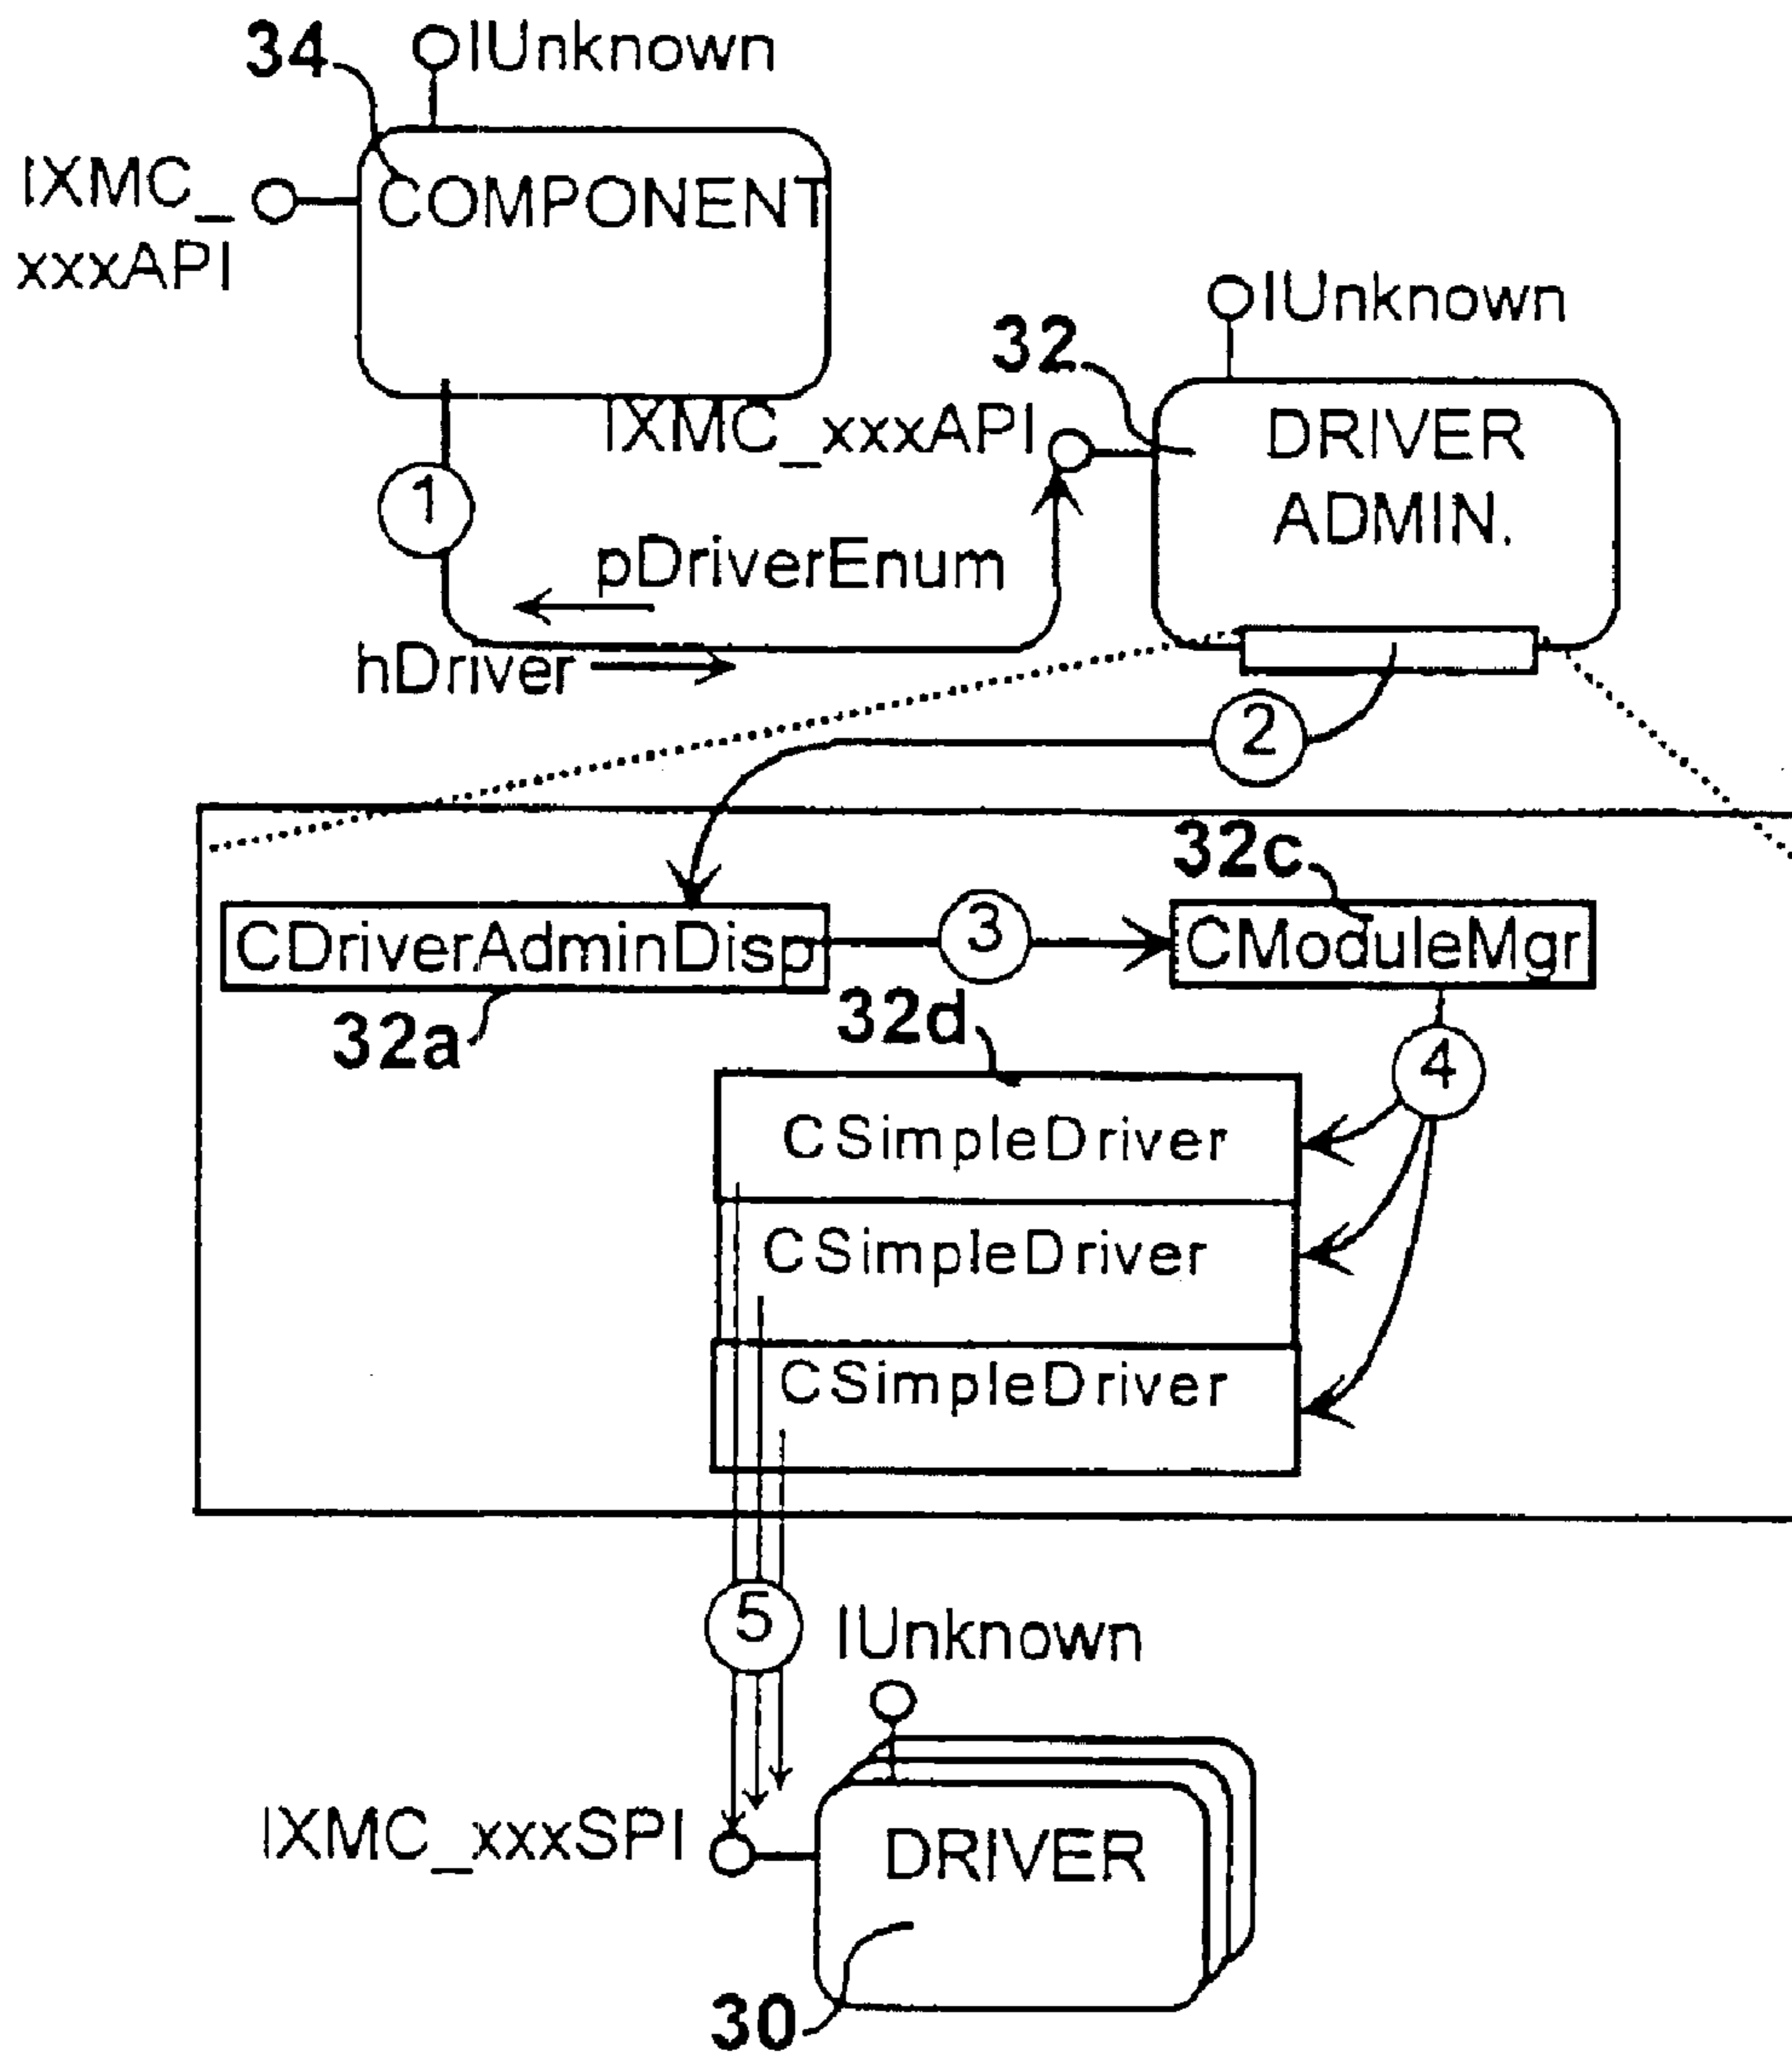 34
IUnknown
IXMC_
xxxAPI
COMPONENT
IUnknown
32
IXMC_xxxAPI
DRIVER
ADMIN.
1
pDriverEnum
hDriver
2
32c
CDriverAdminDisp
3
CModuleMgr
32a
32d
4
CSimpleDriver
CSimpleDriver
CSimpleDriver
5
IUnknown
IXMC_xxxSPI
DRIVER
30